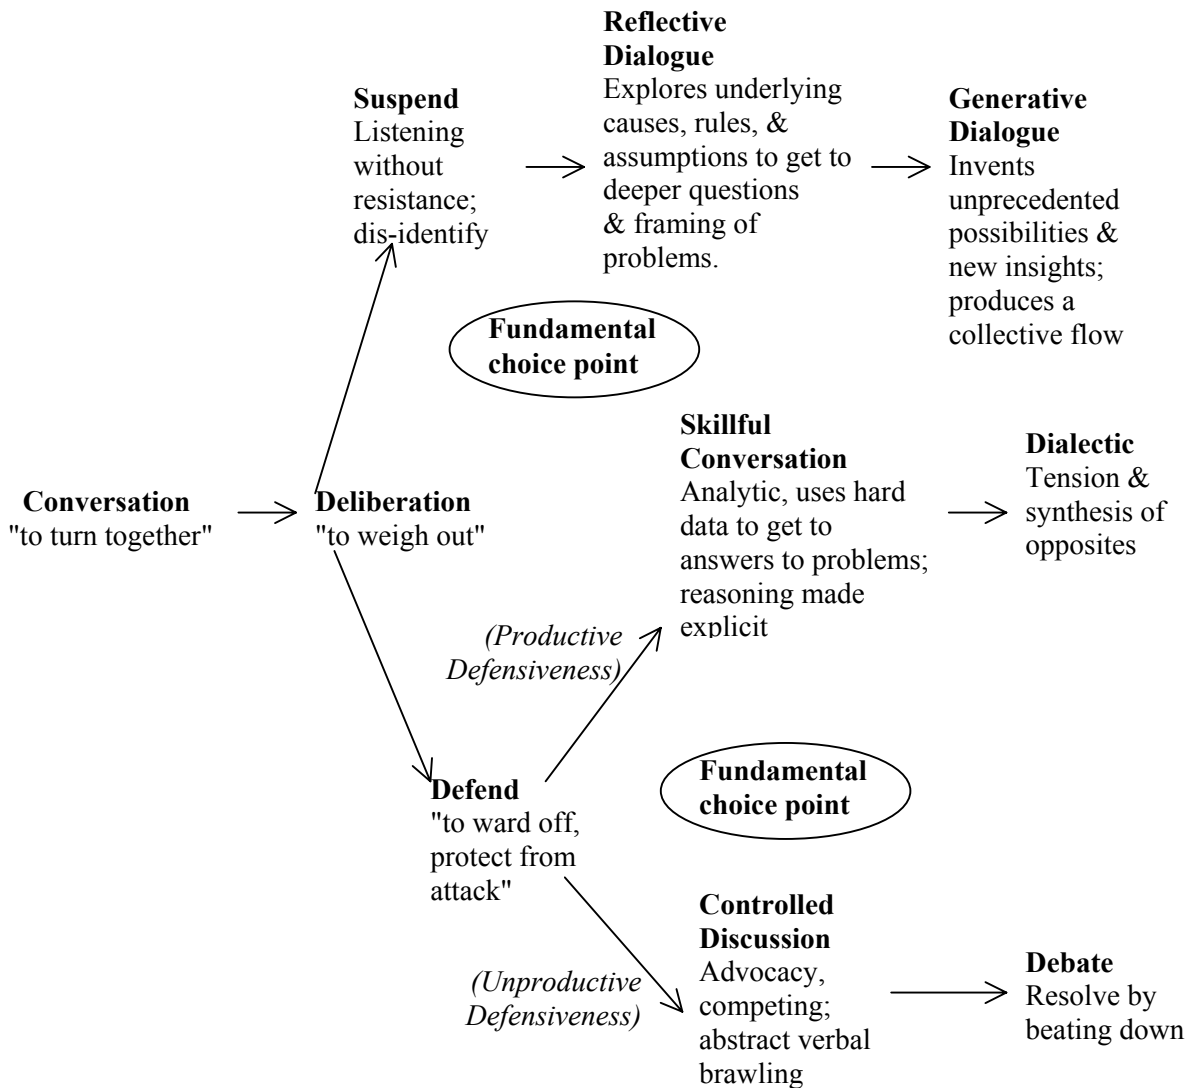 Reflective
Dialogue
Explores underlying
causes, rules, &
assumptions to get to
deeper questions
& framing of
problems.
Suspend
Listening
without
resistance;
dis-identify
Generative
Dialogue
Invents
unprecedented
possibilities &
new insights;
produces a
collective flow
Fundamental
choice point
Conversation
"to turn together"
Deliberation
"to weigh out"
Skillful
Conversation
Analytic, uses hard
data to get to
answers to problems;
reasoning made
explicit
Dialectic
Tension &
synthesis of
opposites
(Productive
Defensiveness)
Defend
"to ward off,
protect from
attack"
Fundamental
choice point
(Unproductive
Defensiveness)
Controlled
Discussion
Advocacy,
competing;
abstract verbal
brawling
Debate
Resolve by
beating down